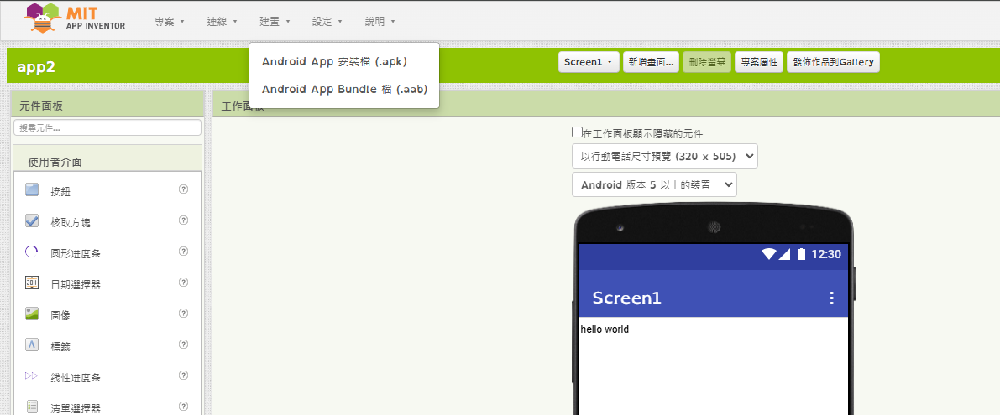 MIT
APP INVENTOR
專案 連線 建置 設定 說明
Android App 安裝檔 (.apk)
Android App Bundle 檔 (.aab)
app2
Screen1 新增畫面... 刪除螢幕 專案屬性 發佈作品到Gallery
元件面板
搜尋元件...
使用者介面
按鈕 ?
核取方塊 ?
圆形进度条 ?
2011 日期選擇器 ?
圖像 ?
A 標籤 ?
线性进度条 ?
清單選擇器 ?
工作面板
在工作面板顯示隱藏的元件
以行動電話尺寸預覽 (320 x 505)
Android 版本 5 以上的裝置
12:30
Screen1
hello world